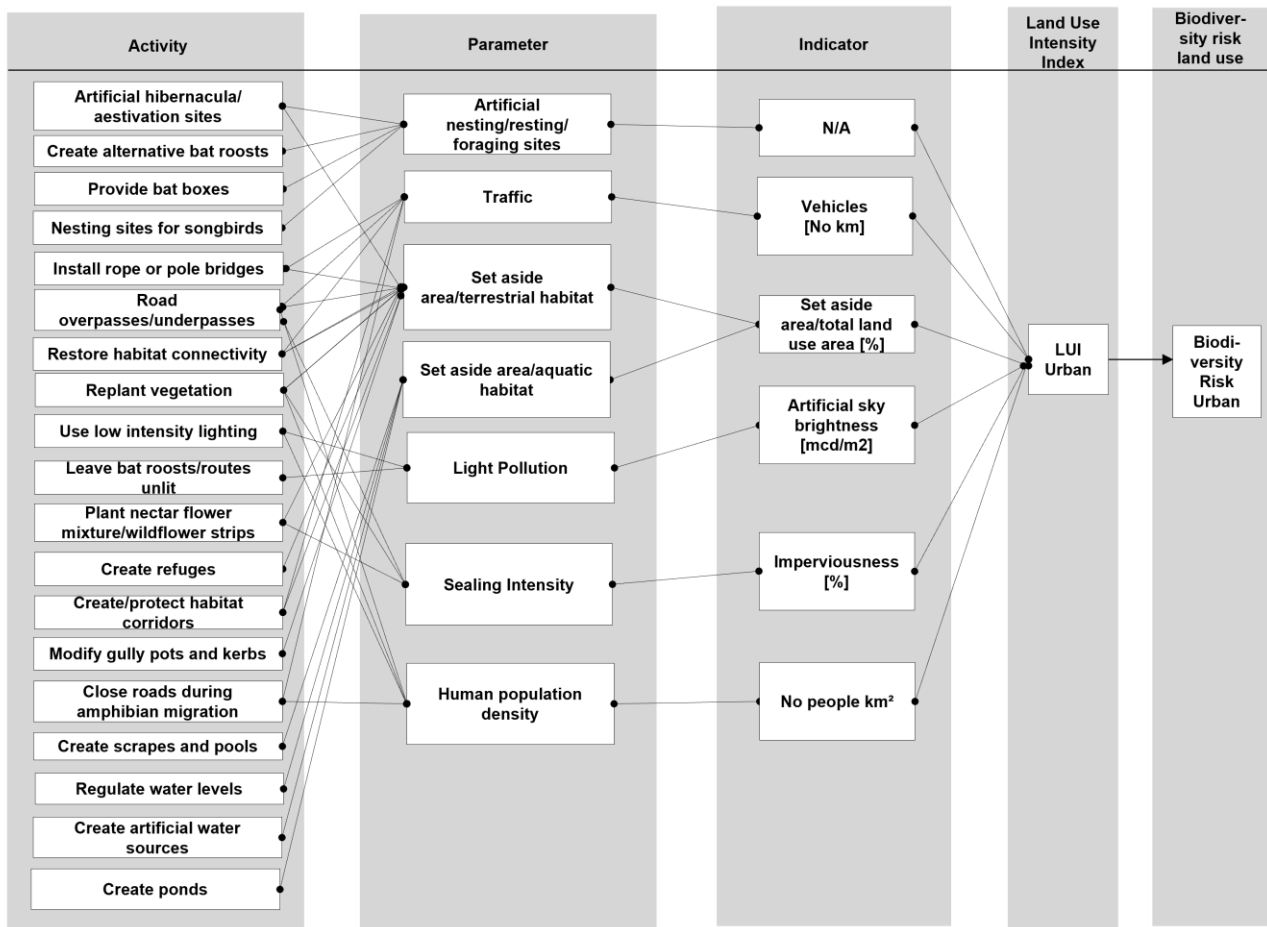 Activity
Parameter
Indicator
Land Use
Intensity
Index
Biodiver-
sity risk
land use
Artificial hibernacula/
aestivation sites
Create alternative bat roosts
Provide bat boxes
Nesting sites for songbirds
Install rope or pole bridges
Road
overpasses/underpasses
Restore habitat connectivity
Replant vegetation
Use low intensity lighting
Leave bat roosts/routes
unlit
Plant nectar flower
mixture/wildflower strips
Create refuges
Create/protect habitat
corridors
Modify gully pots and kerbs
Close roads during
amphibian migration
Create scrapes and pools
Regulate water levels
Create artificial water
sources
Create ponds
Artificial
nesting/resting/
foraging sites
Traffic
Set aside
area/terrestrial habitat
Set aside area/aquatic
habitat
Light Pollution
Sealing Intensity
Human population
density
N/A
Vehicles
[No km]
Set aside
area/total land
use area [%]
Artificial sky
brightness
[mcd/m2]
Imperviousness
[%]
No people km²
LUI
Urban
Biodi-
versity
Risk
Urban